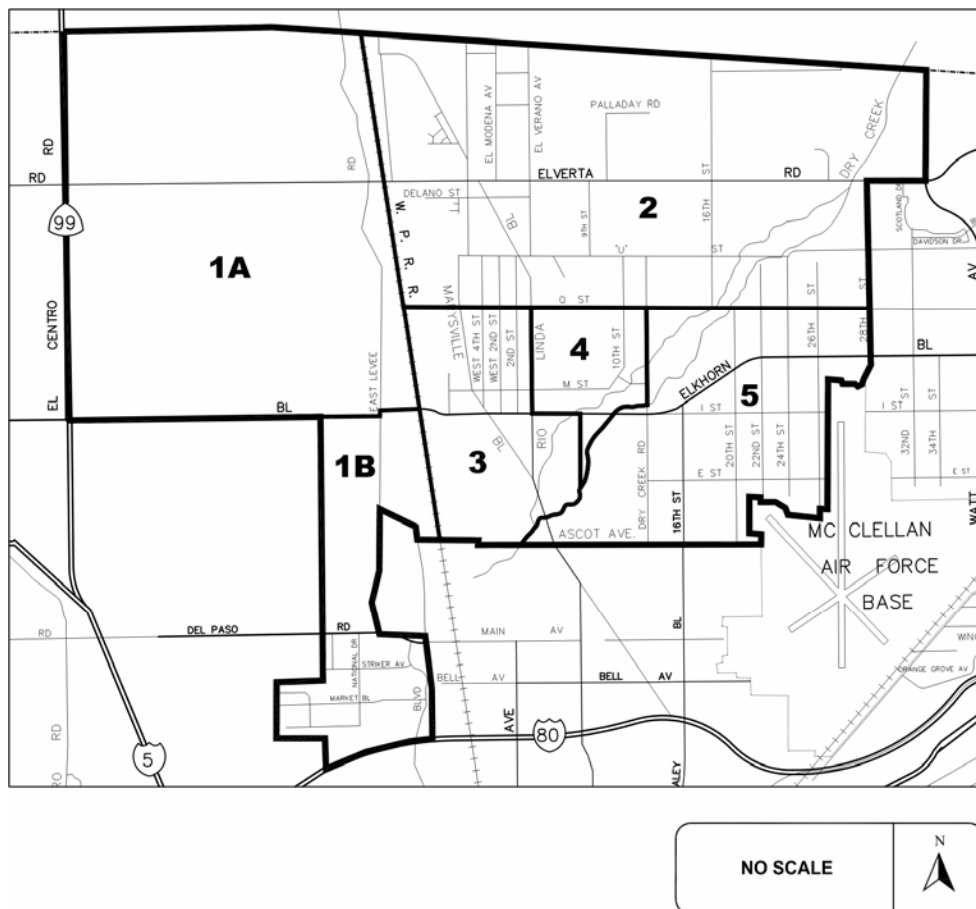 PALLADAY RD
EL MODENA AV
EL VERANO AV
DRY CREEK
RD
RD
RD
ELVERTA
RD
RD
DELANO ST
99
W. P. R. R.
BL
9TH ST
2
16TH ST
SCOTLAND DR
DAVIDSON DR
"U"
ST
1A
AV
EL CENTRO
MARYSVILLE
Q ST
26TH ST
28TH ST
WEST 4TH ST
WEST 2ND ST
2ND ST
LINDA
4
10TH ST
BL
EAST LEVEE
M ST
ELKHORN
5
BL
I ST
I ST
1B
BL
RIO
3
DRY CREEK RD
20TH ST
22ND ST
24TH ST
32ND
34TH ST
E ST
E ST
16TH ST
WATT
ASCOT AVE.
MC CLELLAN
AIR FORCE
BASE
RD
DEL PASO
RD
MAIN
AV
BL
NATIONAL DR
STRIKER AV
BELL
AV
BELL
AV
ORANGE GROVE AV
MARKET BL
BLVD
AVE
80
5
RD
NO SCALE
N